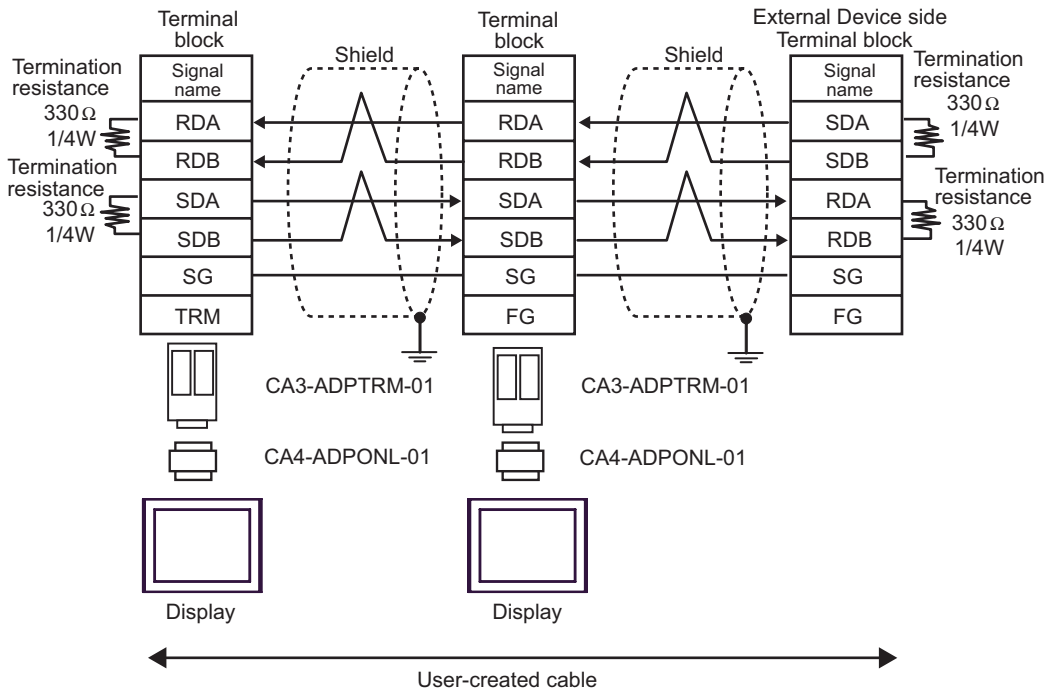 Terminal
block
Terminal
block
External Device side
Terminal block
Shield
Shield
Termination
resistance
330Ω
1/4W
Termination
resistance
330Ω
1/4W
Signal
name
RDA
RDB
SDA
SDB
SG
TRM
Signal
name
RDA
RDB
SDA
SDB
SG
FG
Signal
name
SDA
SDB
RDA
RDB
SG
FG
Termination
resistance
330Ω
1/4W
Termination
resistance
330Ω
1/4W
CA3-ADPTRM-01
CA3-ADPTRM-01
CA4-ADPONL-01
CA4-ADPONL-01
Display
Display
User-created cable